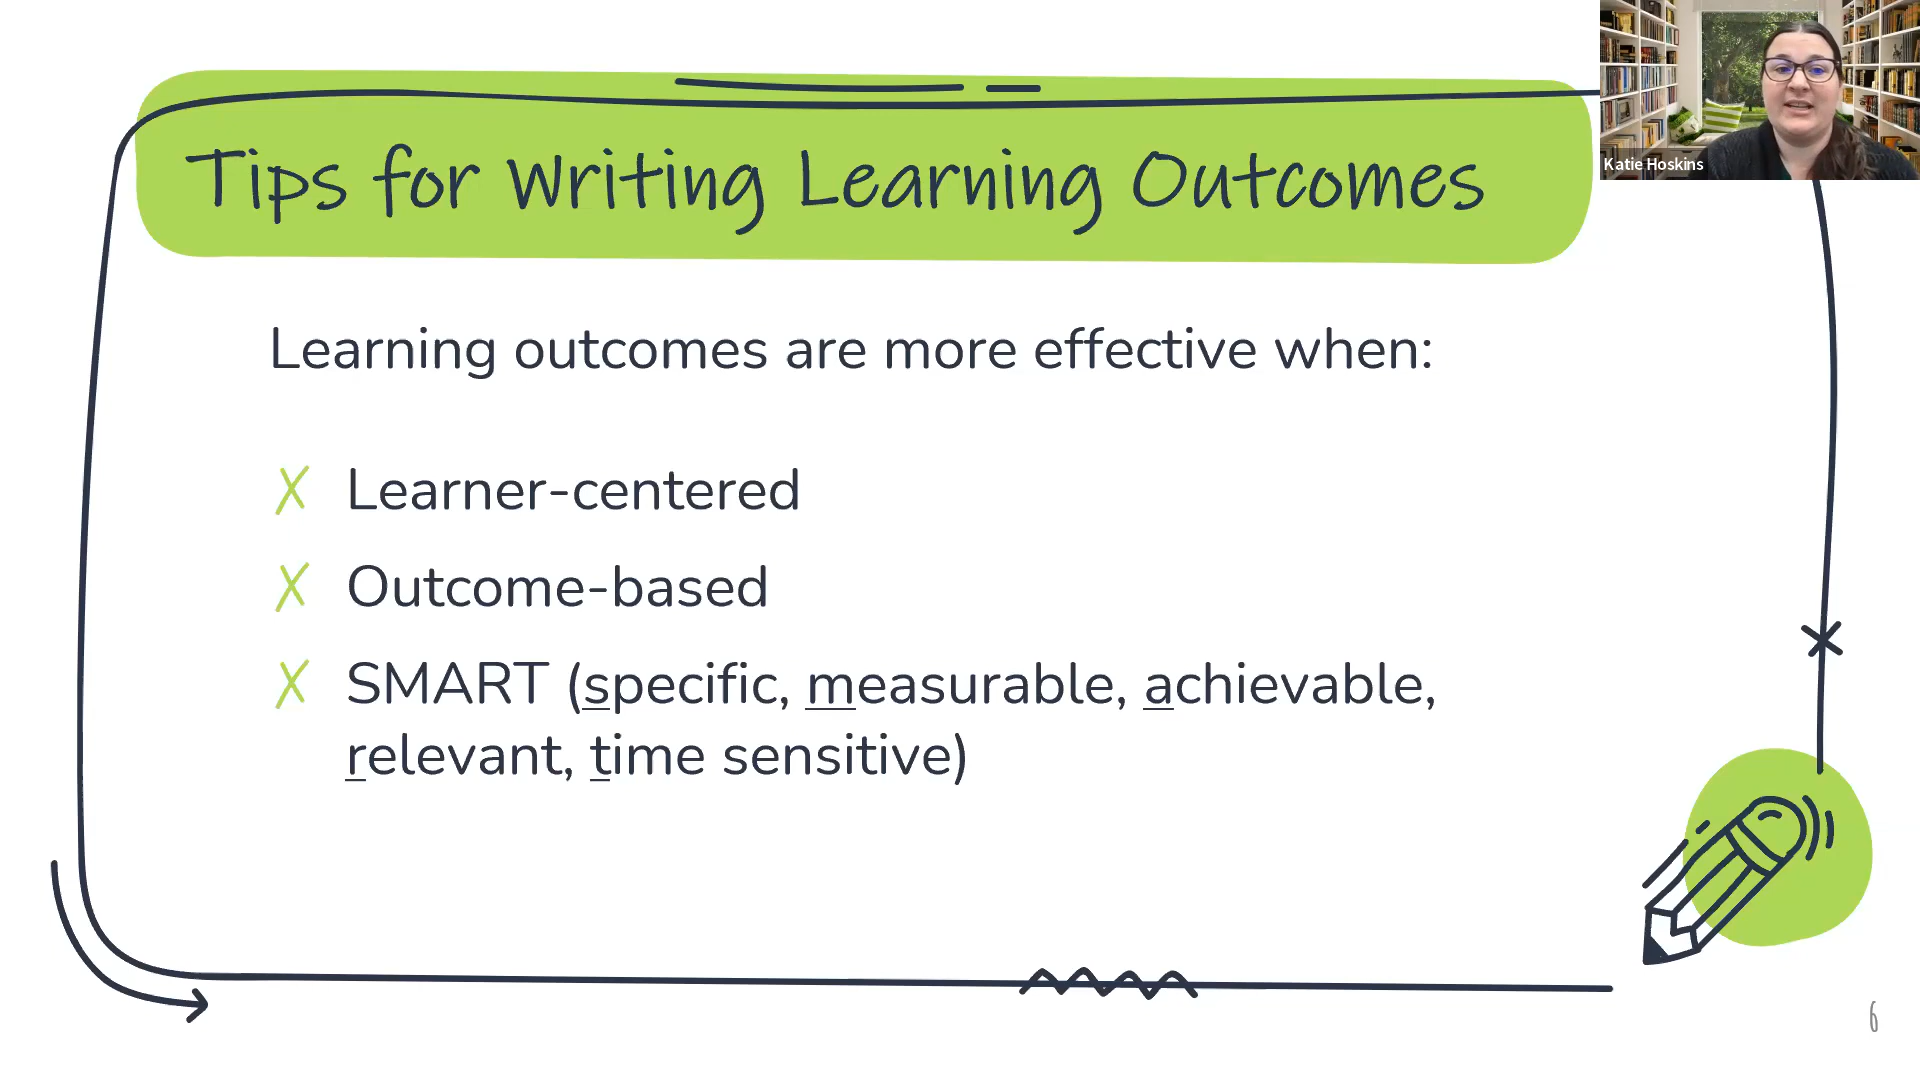 Tips for Writing Learning Outcomes
Katie Hoskins
Learning outcomes are more effective when:
Learner-centered
Outcome-based
SMART (specific, measurable, achievable,
relevant, time sensitive)
6